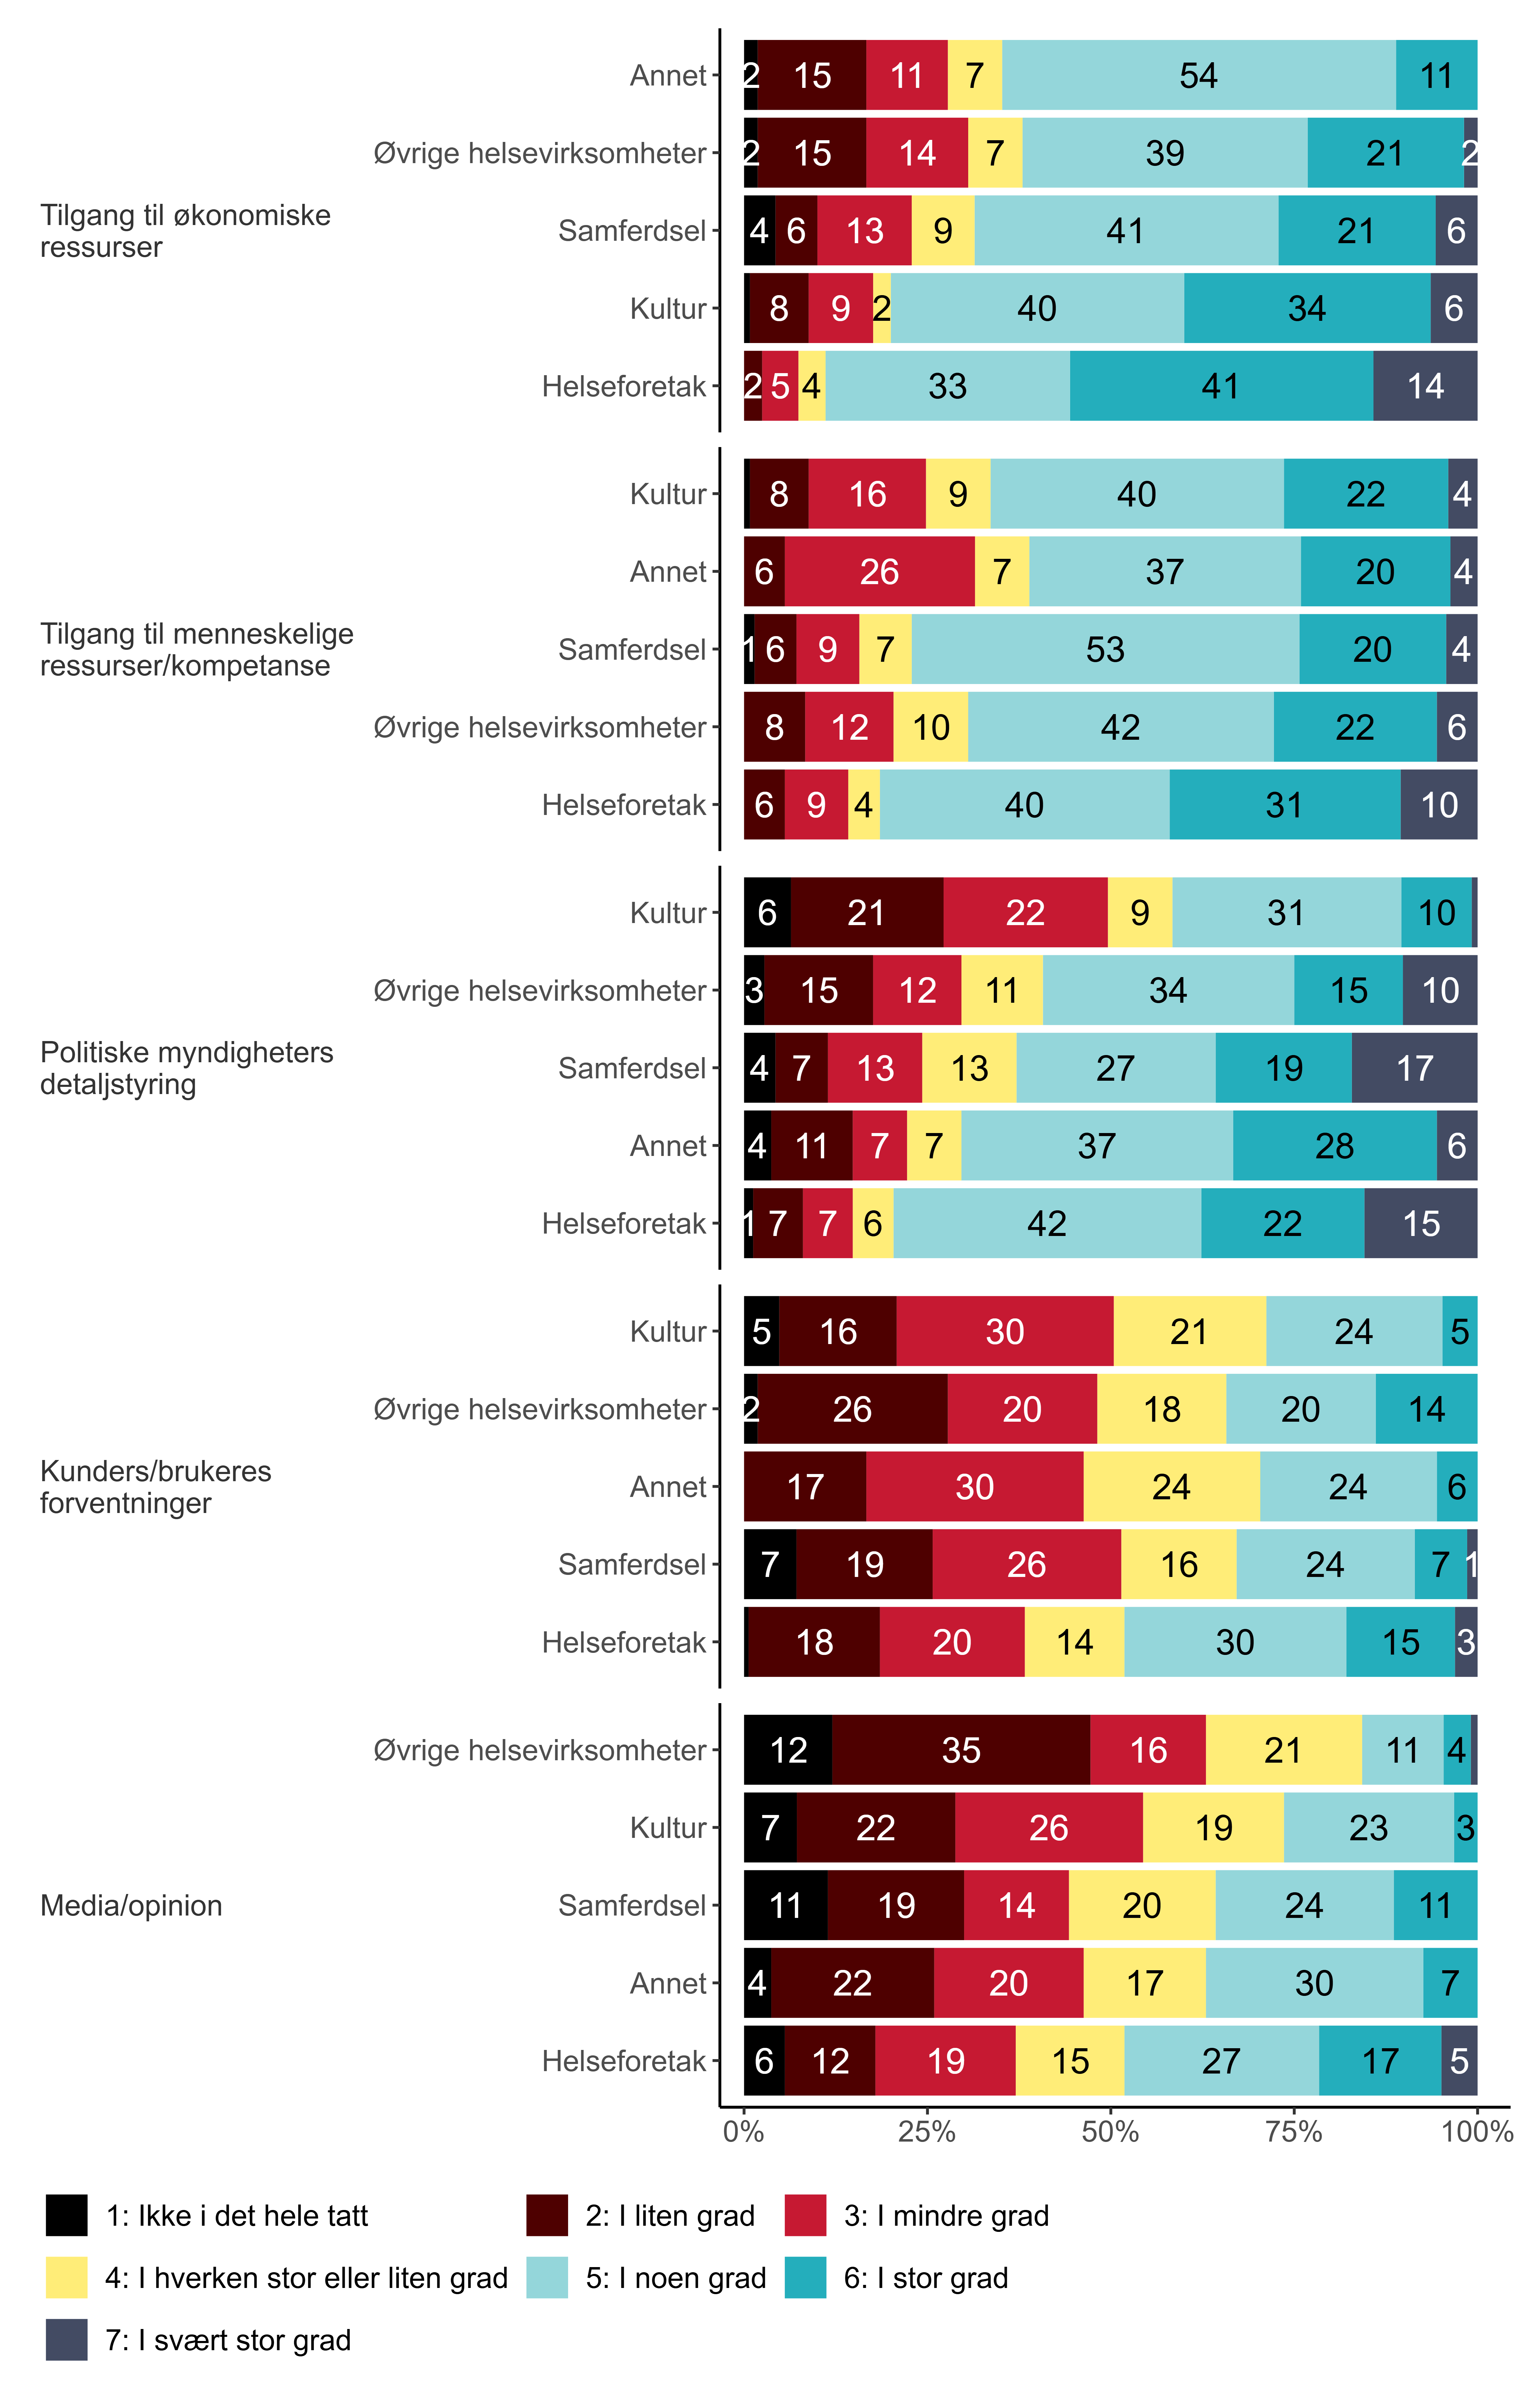 Tilgang til økonomiske
ressurser
Annet 2 15 11 7 54 11
Øvrige helsevirksomheter 2 15 14 7 39 21 2
Samferdsel 4 6 13 9 41 21 6
Kultur 8 9 2 40 34 6
Helseforetak 2 5 4 33 41 14
Tilgang til menneskelige
ressurser/kompetanse
Kultur 8 16 9 40 22 4
Annet 6 26 7 37 20 4
Samferdsel 1 6 9 7 53 20 4
Øvrige helsevirksomheter 8 12 10 42 22 6
Helseforetak 6 9 4 40 31 10
Politiske myndigheters
detaljstyring
Kultur 6 21 22 9 31 10
Øvrige helsevirksomheter 3 15 12 11 34 15 10
Samferdsel 4 7 13 13 27 19 17
Annet 4 11 7 7 37 28 6
Helseforetak 1 7 7 6 42 22 15
Kunders/brukeres
forventninger
Kultur 5 16 30 21 24 5
Øvrige helsevirksomheter 2 26 20 18 20 14
Annet 17 30 24 24 6
Samferdsel 7 19 26 16 24 7 1
Helseforetak 18 20 14 30 15 3
Media/opinion
Øvrige helsevirksomheter 12 35 16 21 11 4
Kultur 7 22 26 19 23 3
Samferdsel 11 19 14 20 24 11
Annet 4 22 20 17 30 7
Helseforetak 6 12 19 15 27 17 5
0% 25% 50% 75% 100%
1: Ikke i det hele tatt 2: I liten grad 3: I mindre grad
4: I hverken stor eller liten grad 5: I noen grad 6: I stor grad
7: I svært stor grad